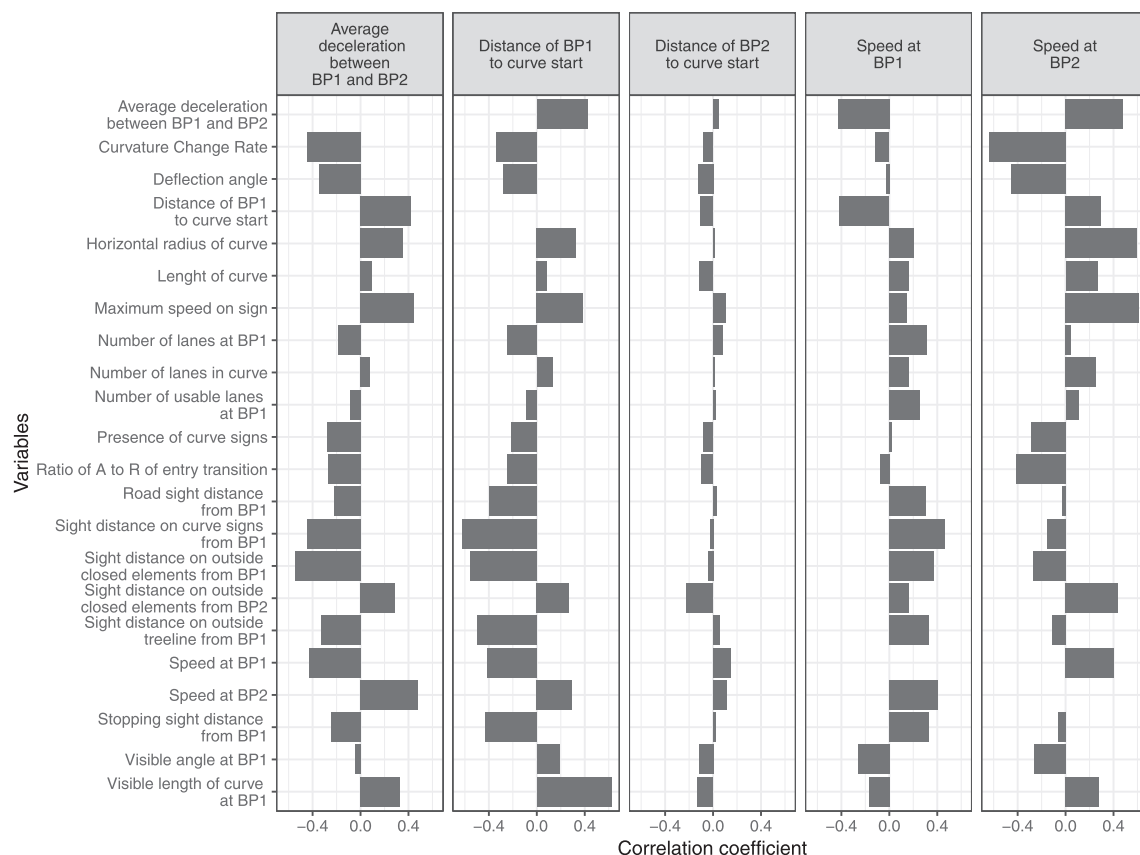 Average
deceleration
between
BP1 and BP2
Distance of BP1
to curve start
Distance of BP2
to curve start
Speed at
BP1
Speed at
BP2
Variables
Average deceleration
between BP1 and BP2
Curvature Change Rate
Deflection angle
Distance of BP1
to curve start
Horizontal radius of curve
Lenght of curve
Maximum speed on sign
Number of lanes at BP1
Number of lanes in curve
Number of usable lanes
at BP1
Presence of curve signs
Ratio of A to R of entry transition
Road sight distance
from BP1
Sight distance on curve signs
from BP1
Sight distance on outside
closed elements from BP1
Sight distance on outside
closed elements from BP2
Sight distance on outside
treeline from BP1
Speed at BP1
Speed at BP2
Stopping sight distance
from BP1
Visible angle at BP1
Visible length of curve
at BP1
−0.4 0.0 0.4 −0.4 0.0 0.4 −0.4 0.0 0.4 −0.4 0.0 0.4 −0.4 0.0 0.4
Correlation coefficient